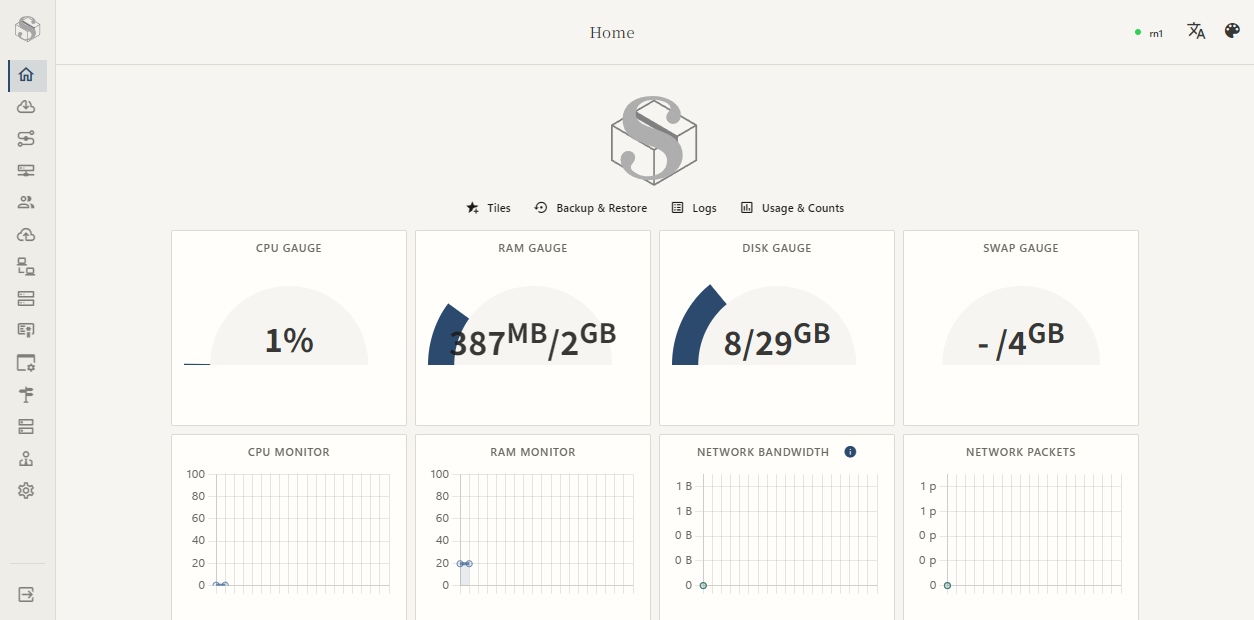 Home
rn1
S
Tiles Backup & Restore Logs Usage & Counts
CPU GAUGE
1%
RAM GAUGE
387MB/2GB
DISK GAUGE
8/29GB
SWAP GAUGE
- /4GB
CPU MONITOR
100
80
60
40
20
0
RAM MONITOR
100
80
60
40
20
0
NETWORK BANDWIDTH i
1 B
1 B
0 B
0 B
0
NETWORK PACKETS
1 p
1 p
0 p
0 p
0